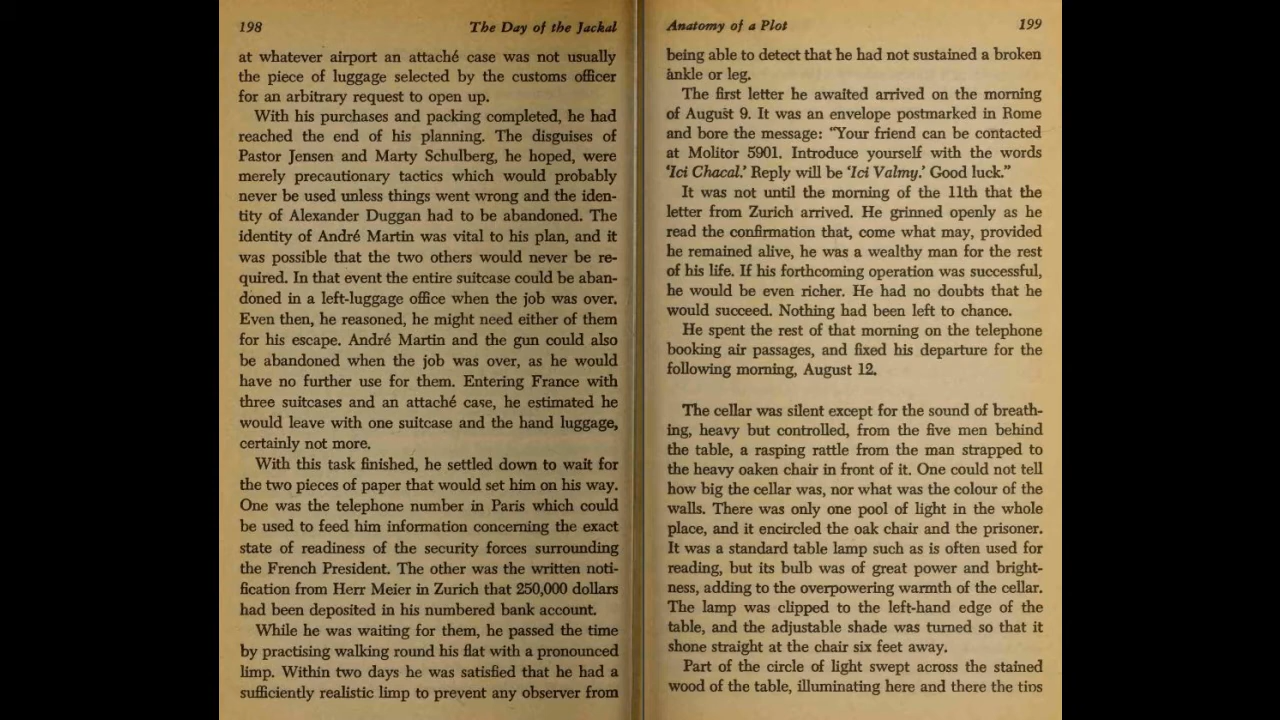 198 The Day of the Jackal
at whatever airport an attaché case was not usually
the piece of luggage selected by the customs officer
for an arbitrary request to open up.
With his purchases and packing completed, he had
reached the end of his planning. The disguises of
Pastor Jensen and Marty Schulberg, he hoped, were
merely precautionary tactics which would probably
never be used unless things went wrong and the iden-
tity of Alexander Duggan had to be abandoned. The
identity of André Martin was vital to his plan, and it
was possible that the two others would never be re-
quired. In that event the entire suitcase could be aban-
doned in a left-luggage office when the job was over.
Even then, he reasoned, he might need either of them
for his escape. André Martin and the gun could also
be abandoned when the job was over, as he would
have no further use for them. Entering France with
three suitcases and an attaché case, he estimated he
would leave with one suitcase and the hand luggage,
certainly not more.
With this task finished, he settled down to wait for
the two pieces of paper that would set him on his way.
One was the telephone number in Paris which could
be used to feed him information concerning the exact
state of readiness of the security forces surrounding
the French President. The other was the written noti-
fication from Herr Meier in Zurich that 250,000 dollars
had been deposited in his numbered bank account.
While he was waiting for them, he passed the time
by practising walking round his flat with a pronounced
limp. Within two days he was satisfied that he had a
sufficiently realistic limp to prevent any observer from
Anatomy of a Plot 199
being able to detect that he had not sustained a broken
ankle or leg.
The first letter he awaited arrived on the morning
of August 9. It was an envelope postmarked in Rome
and bore the message: "Your friend can be contacted
at Molitor 5901. Introduce yourself with the words
'Ici Chacal.' Reply will be 'Ici Valmy.' Good luck."
It was not until the morning of the 11th that the
letter from Zurich arrived. He grinned openly as he
read the confirmation that, come what may, provided
he remained alive, he was a wealthy man for the rest
of his life. If his forthcoming operation was successful,
he would be even richer. He had no doubts that he
would succeed. Nothing had been left to chance.
He spent the rest of that morning on the telephone
booking air passages, and fixed his departure for the
following morning, August 12.
The cellar was silent except for the sound of breath-
ing, heavy but controlled, from the five men behind
the table, a rasping rattle from the man strapped to
the heavy oaken chair in front of it. One could not tell
how big the cellar was, nor what was the colour of the
walls. There was only one pool of light in the whole
place, and it encircled the oak chair and the prisoner.
It was a standard table lamp such as is often used for
reading, but its bulb was of great power and bright-
ness, adding to the overpowering warmth of the cellar.
The lamp was clipped to the left-hand edge of the
table, and the adjustable shade was turned so that it
shone straight at the chair six feet away.
Part of the circle of light swept across the stained
wood of the table, illuminating here and there the tips